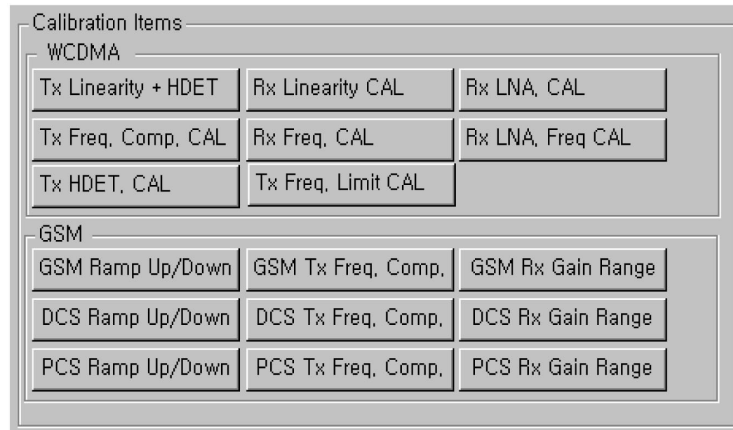 Calibration Items
WCDMA
Tx Linearity + HDET Rx Linearity CAL Rx LNA, CAL
Tx Freq, Comp, CAL Rx Freq, CAL Rx LNA, Freq CAL
Tx HDET, CAL Tx Freq, Limit CAL
GSM
GSM Ramp Up/Down GSM Tx Freq, Comp, GSM Rx Gain Range
DCS Ramp Up/Down DCS Tx Freq, Comp, DCS Rx Gain Range
PCS Ramp Up/Down PCS Tx Freq, Comp, PCS Rx Gain Range